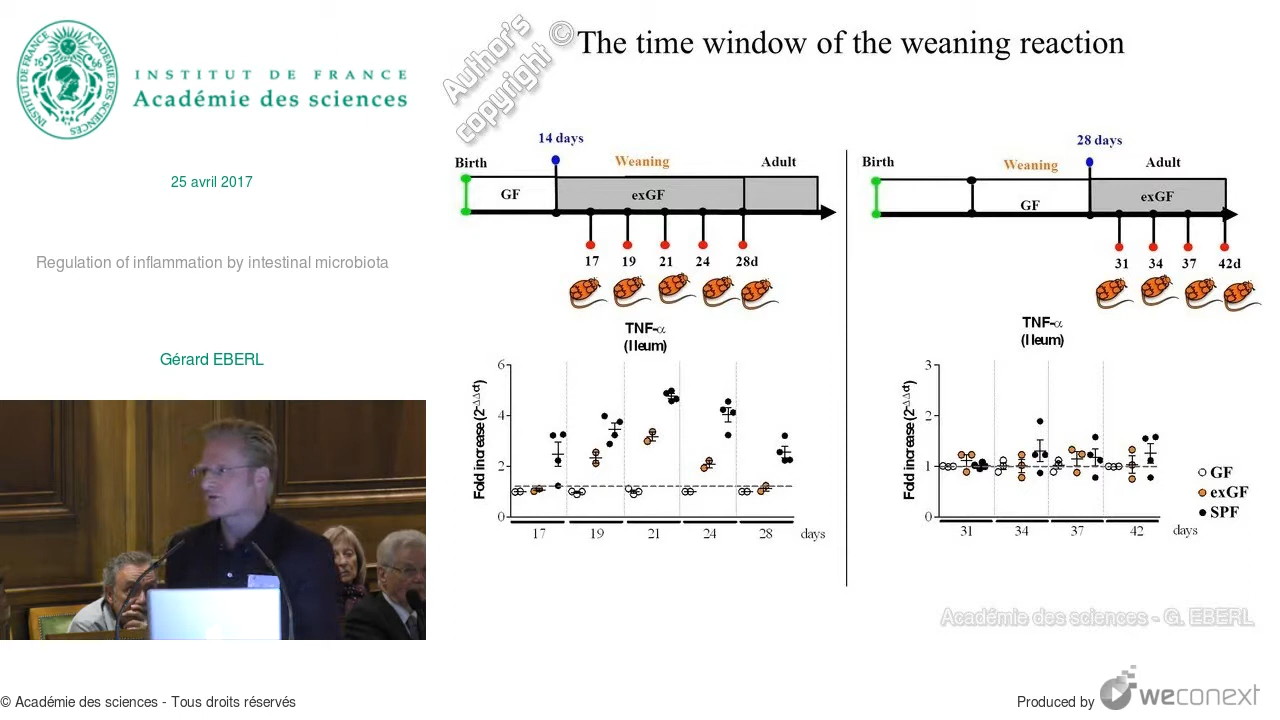 INSTITUT DE FRANCE
Académie des sciences
25 avril 2017
Regulation of inflammation by intestinal microbiota
Gérard EBERL
Author's
copyright ©
The time window of the weaning reaction
14 days
Birth
Weaning
Adult
GF
exGF
17
19
21
24
28d
28 days
Birth
Weaning
Adult
GF
exGF
31
34
37
42d
TNF-α
(Ileum)
Fold increase (2^-ΔΔct)
6
4
2
0
17
19
21
24
28
days
TNF-α
(Ileum)
Fold increase (2^-ΔΔct)
3
2
1
0
31
34
37
42
days
GF
exGF
SPF
Académie des sciences - G. EBERL
© Académie des sciences - Tous droits réservés
Produced by
weconext